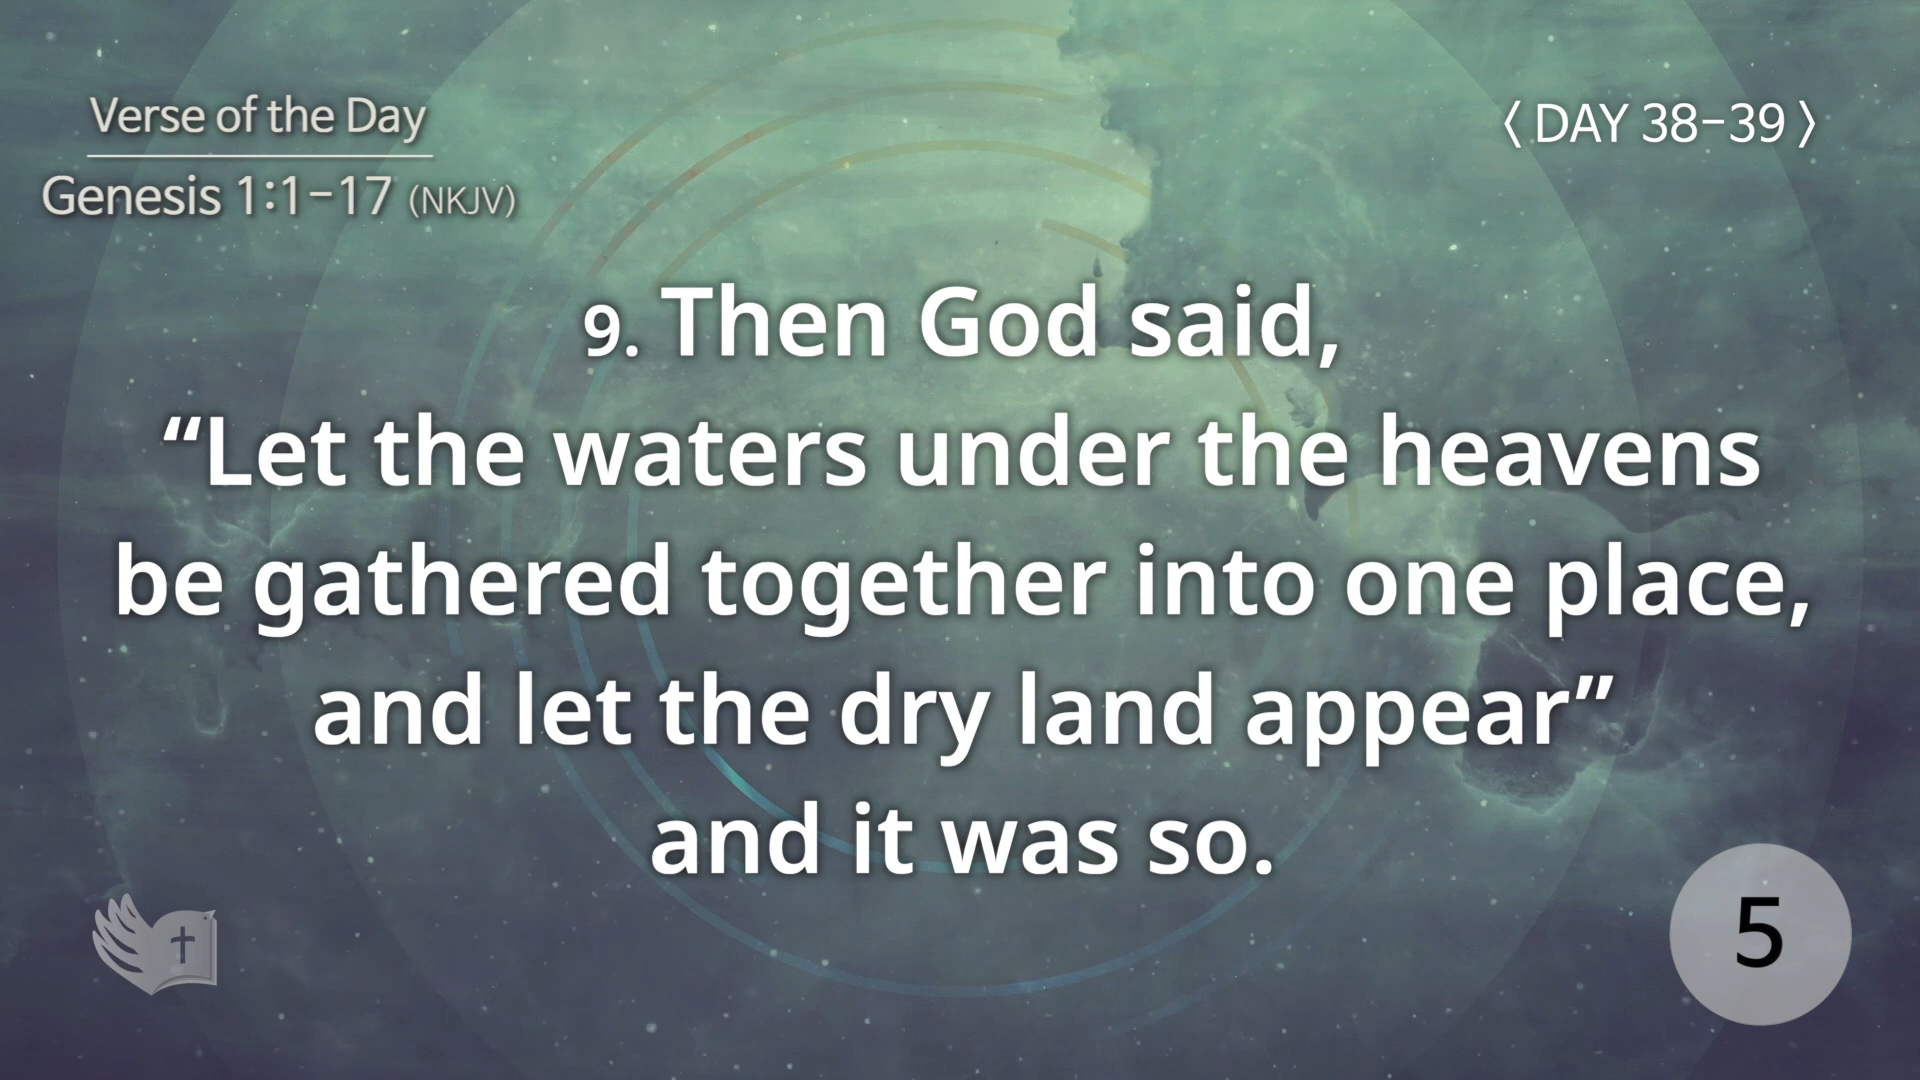 Verse of the Day
Genesis 1:1-17 (NKJV)
〈 DAY 38-39 〉
9. Then God said,
“Let the waters under the heavens
be gathered together into one place,
and let the dry land appear”
and it was so.
5